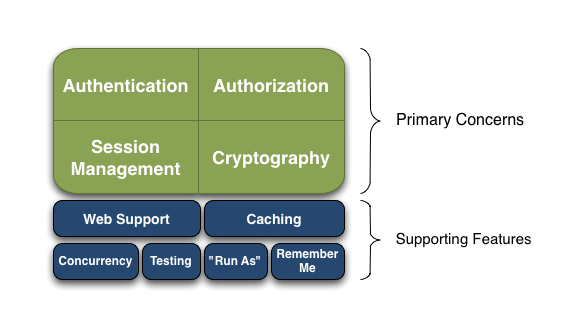 Authentication
Authorization
Session
Management
Cryptography
Primary Concerns
Web Support
Caching
Concurrency
Testing
"Run As"
Remember
Me
Supporting Features